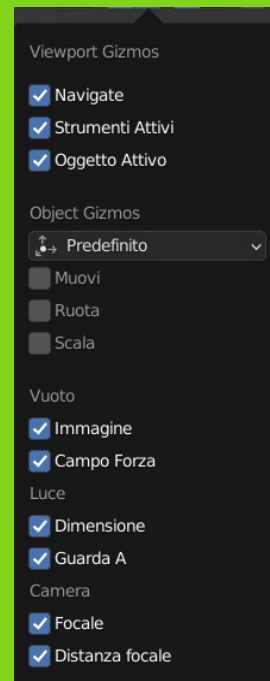 Viewport Gizmos
Navigate
Strumenti Attivi
Oggetto Attivo
Object Gizmos
Predefinito
Muovi
Ruota
Scala
Vuoto
Immagine
Campo Forza
Luce
Dimensione
Guarda A
Camera
Focale
Distanza focale